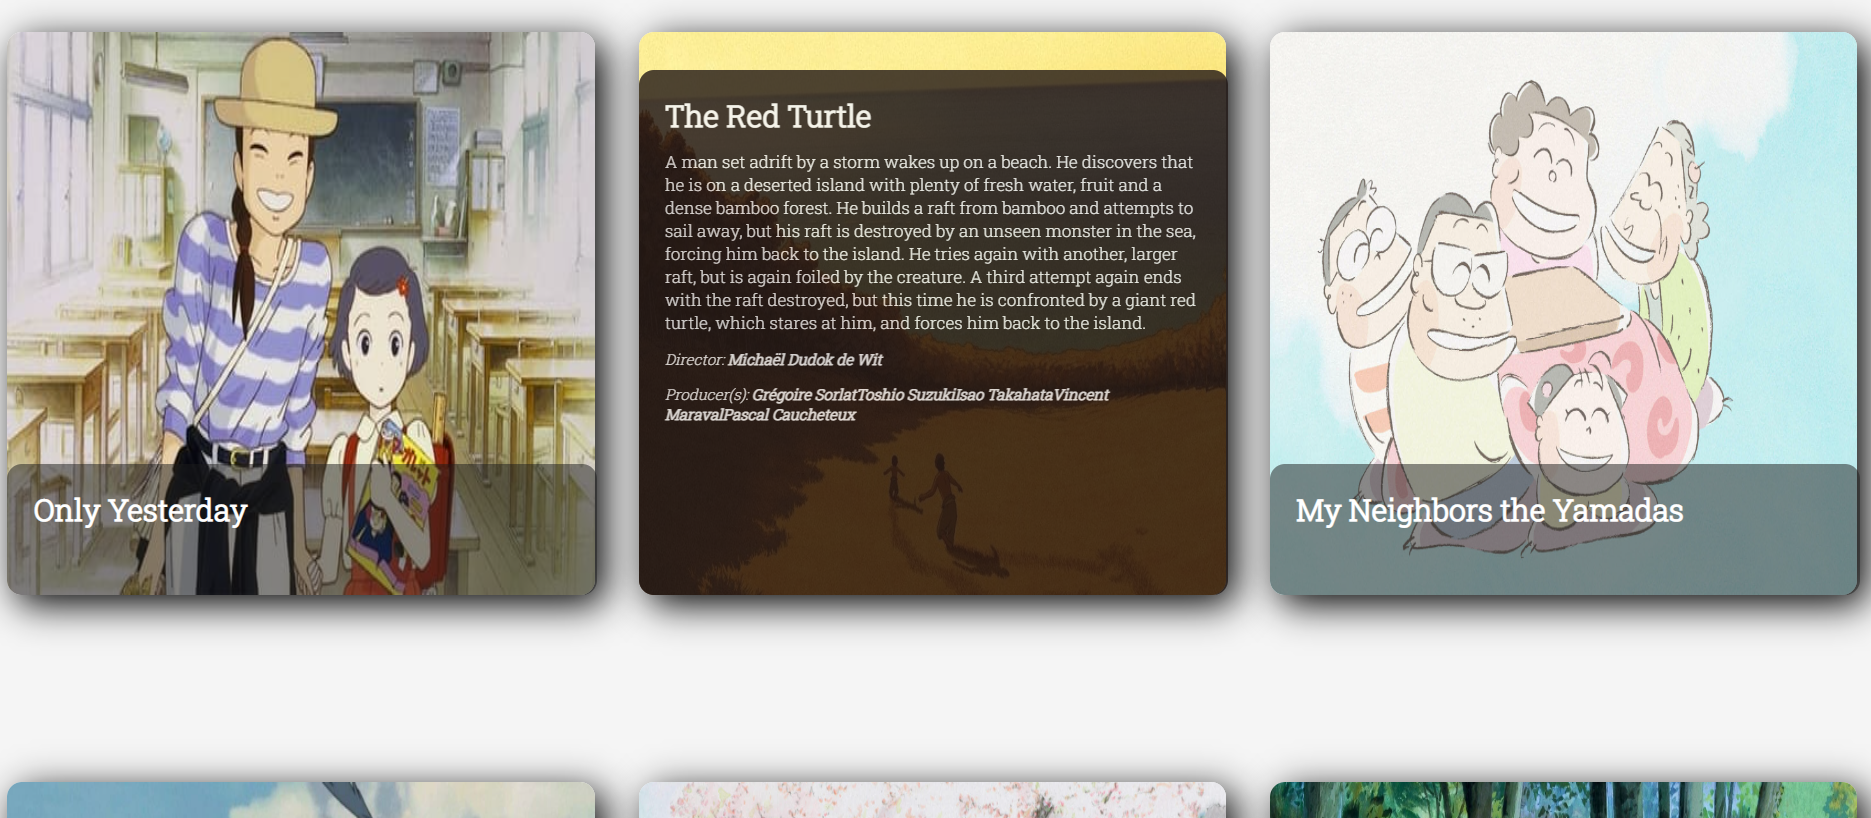 Only Yesterday
The Red Turtle
A man set adrift by a storm wakes up on a beach. He discovers that
he is on a deserted island with plenty of fresh water, fruit and a
dense bamboo forest. He builds a raft from bamboo and attempts to
sail away, but his raft is destroyed by an unseen monster in the sea,
forcing him back to the island. He tries again with another, larger
raft, but is again foiled by the creature. A third attempt again ends
with the raft destroyed, but this time he is confronted by a giant red
turtle, which stares at him, and forces him back to the island.
Director: Michaël Dudok de Wit
Producer(s): Grégoire SorlatToshio SuzukiIsao TakahataVincent
MaravalPascal Caucheteux
My Neighbors the Yamadas